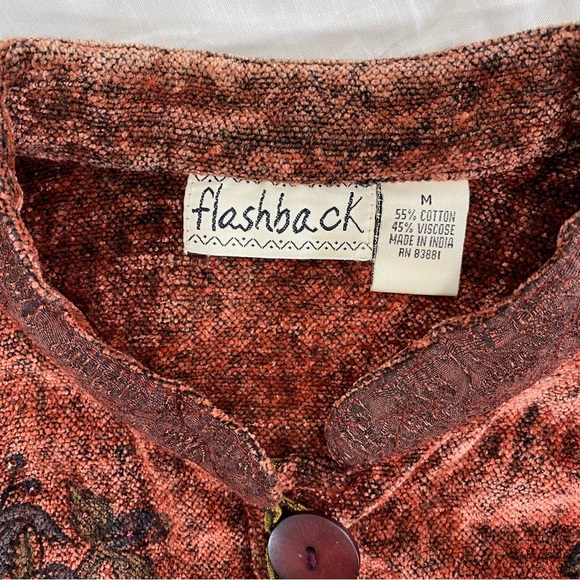 flashback
M
55% COTTON
45% VISCOSE
MADE IN INDIA
RN 83881